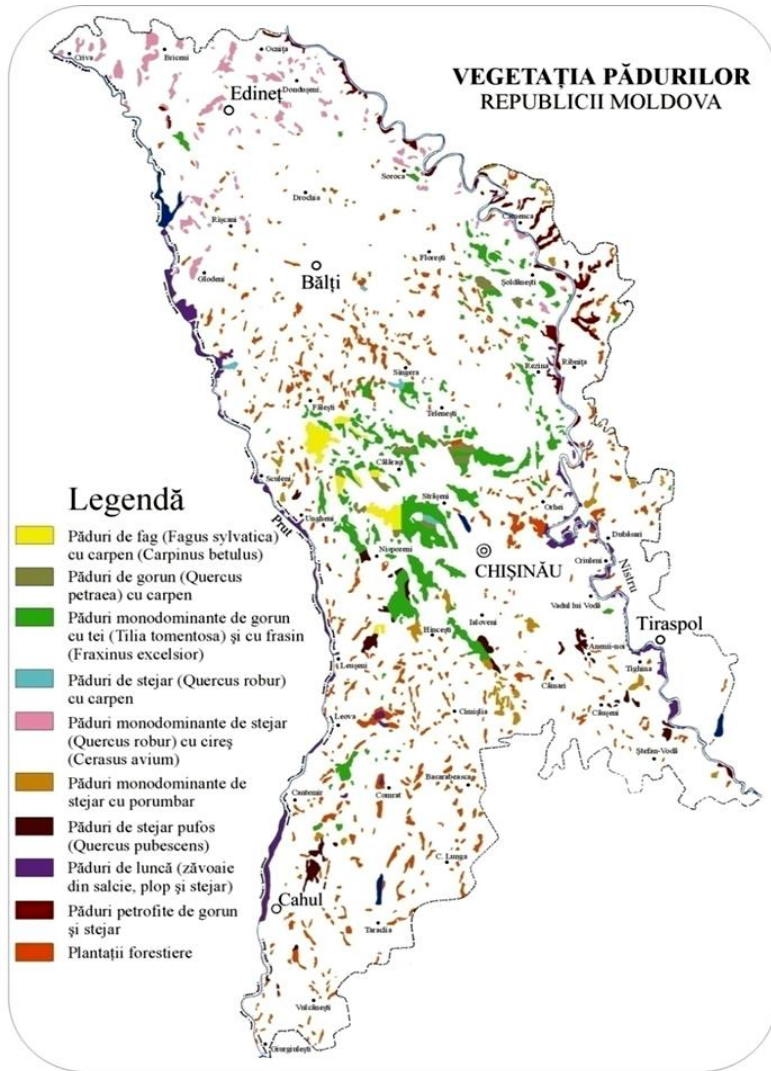 VEGETAȚIA PĂDURILOR
REPUBLICII MOLDOVA
Criva
Briceni
Ocnița
Edineț
Dondușeni
Soroca
Drochia
Camenca
Rîșcani
Florești
Bălți
Glodeni
Șoldănești
Rezina
Rîbnița
Sîngera
Fălești
Telenești
Călărași
Sculeni
Ungheni
Strășeni
Orhei
Prut
Nisporeni
CHIȘINĂU
Dubăsari
Criuleni
Nistru
Vadul lui Vodă
Ialoveni
Tiraspol
Hîncești
Anenii-noi
Tighina
Leușeni
Căinari
Căușeni
Leova
Cimișlia
Ștefan-Vodă
Basarabeasca
Cantemir
Comrat
C. Lunga
Cahul
Taraclia
Vulcănești
Giurgiulești
Legendă
Păduri de fag (Fagus sylvatica)
cu carpen (Carpinus betulus)
Păduri de gorun (Quercus
petraea) cu carpen
Păduri monodominante de gorun
cu tei (Tilia tomentosa) și cu frasin
(Fraxinus excelsior)
Păduri de stejar (Quercus robur)
cu carpen
Păduri monodominante de stejar
(Quercus robur) cu cireș
(Cerasus avium)
Păduri monodominante de
stejar cu porumbar
Păduri de stejar pufos
(Quercus pubescens)
Păduri de luncă (zăvoaie
din salcie, plop și stejar)
Păduri petrofite de gorun
și stejar
Plantații forestiere